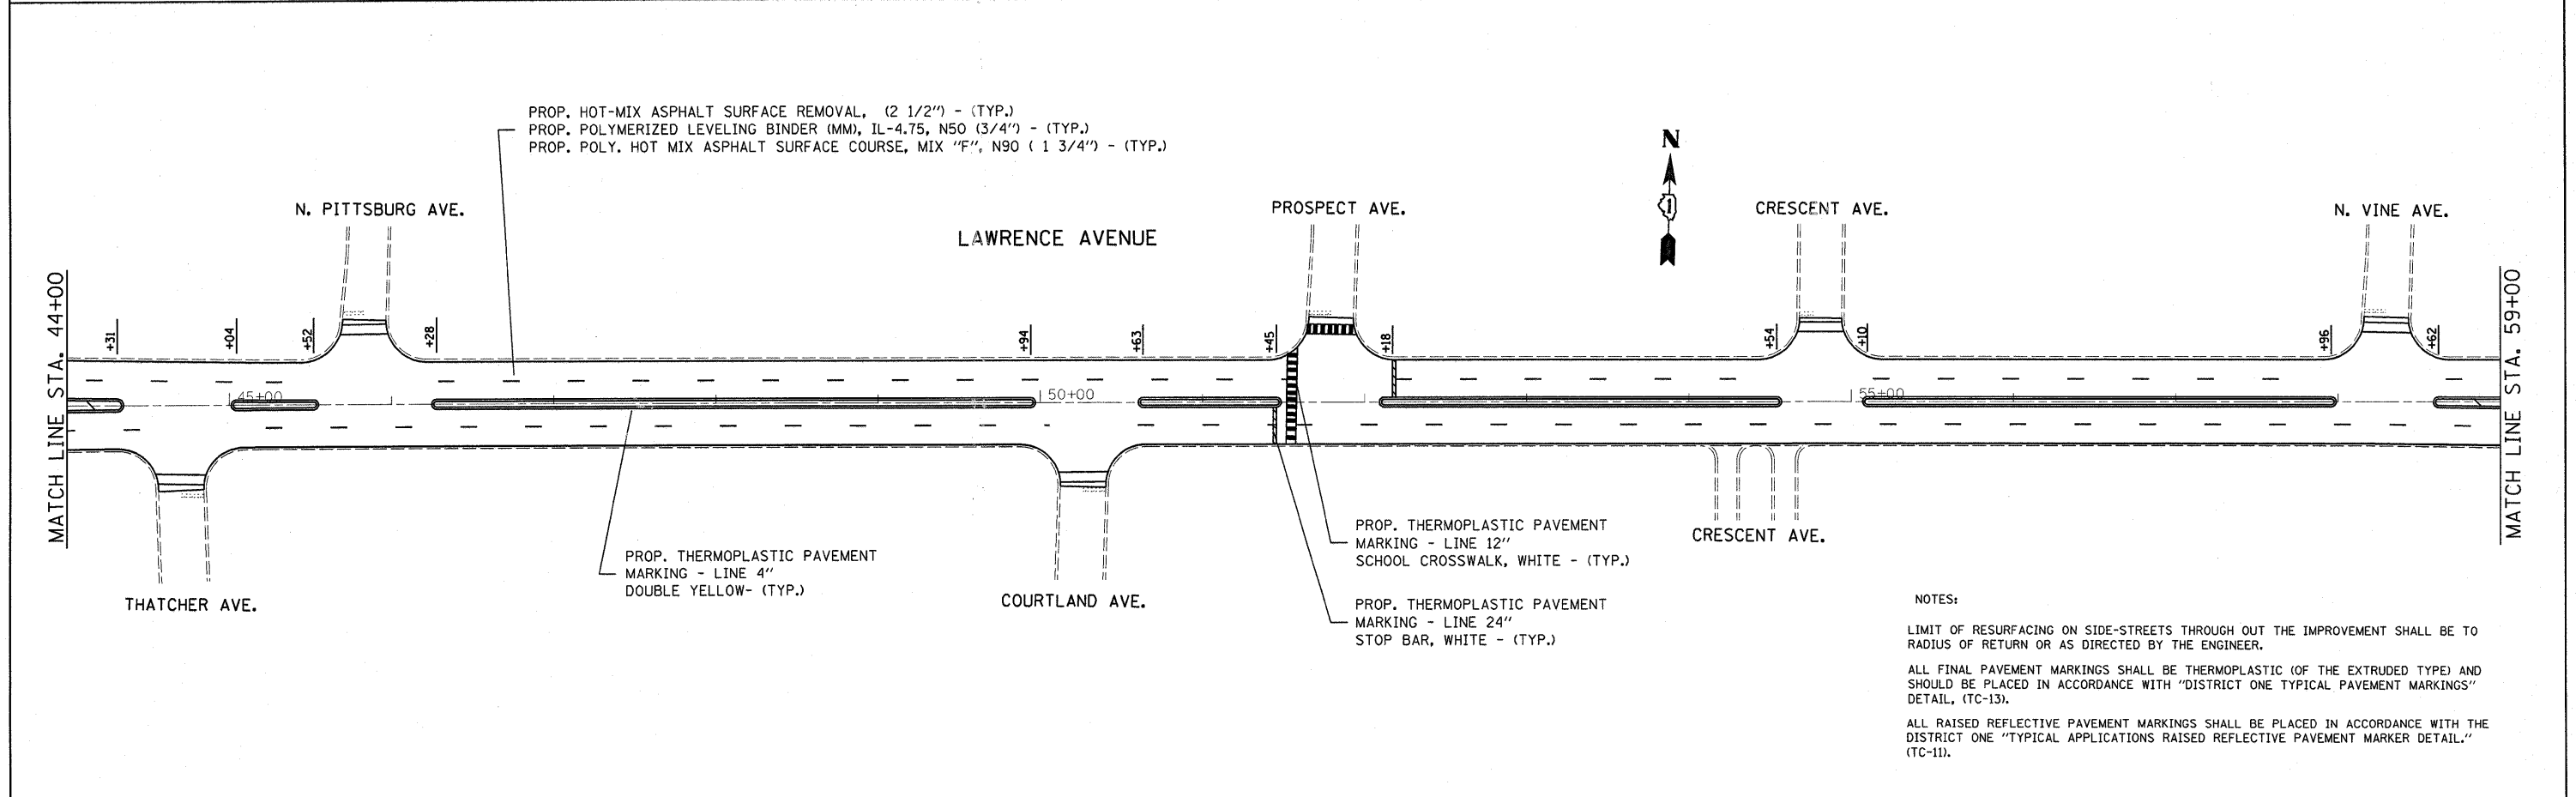 PROP. HOT-MIX ASPHALT SURFACE REMOVAL, (2 1/2") - (TYP.)
PROP. POLYMERIZED LEVELING BINDER (MM), IL-4.75, N50 (3/4") - (TYP.)
PROP. POLY. HOT MIX ASPHALT SURFACE COURSE, MIX "F", N90 ( 1 3/4") - (TYP.)
N
1
N. PITTSBURG AVE.
PROSPECT AVE.
CRESCENT AVE.
N. VINE AVE.
LAWRENCE AVENUE
MATCH LINE STA. 44+00
+31
+04
+52
+28
+94
+63
+45
+18
+54
+10
+96
+62
MATCH LINE STA. 59+00
45+00
50+00
55+00
PROP. THERMOPLASTIC PAVEMENT
MARKING - LINE 12"
SCHOOL CROSSWALK, WHITE - (TYP.)
CRESCENT AVE.
PROP. THERMOPLASTIC PAVEMENT
MARKING - LINE 4"
DOUBLE YELLOW- (TYP.)
THATCHER AVE.
COURTLAND AVE.
PROP. THERMOPLASTIC PAVEMENT
MARKING - LINE 24"
STOP BAR, WHITE - (TYP.)
NOTES:
LIMIT OF RESURFACING ON SIDE-STREETS THROUGH OUT THE IMPROVEMENT SHALL BE TO
RADIUS OF RETURN OR AS DIRECTED BY THE ENGINEER.
ALL FINAL PAVEMENT MARKINGS SHALL BE THERMOPLASTIC (OF THE EXTRUDED TYPE) AND
SHOULD BE PLACED IN ACCORDANCE WITH "DISTRICT ONE TYPICAL PAVEMENT MARKINGS"
DETAIL, (TC-13).
ALL RAISED REFLECTIVE PAVEMENT MARKINGS SHALL BE PLACED IN ACCORDANCE WITH THE
DISTRICT ONE "TYPICAL APPLICATIONS RAISED REFLECTIVE PAVEMENT MARKER DETAIL."
(TC-11).